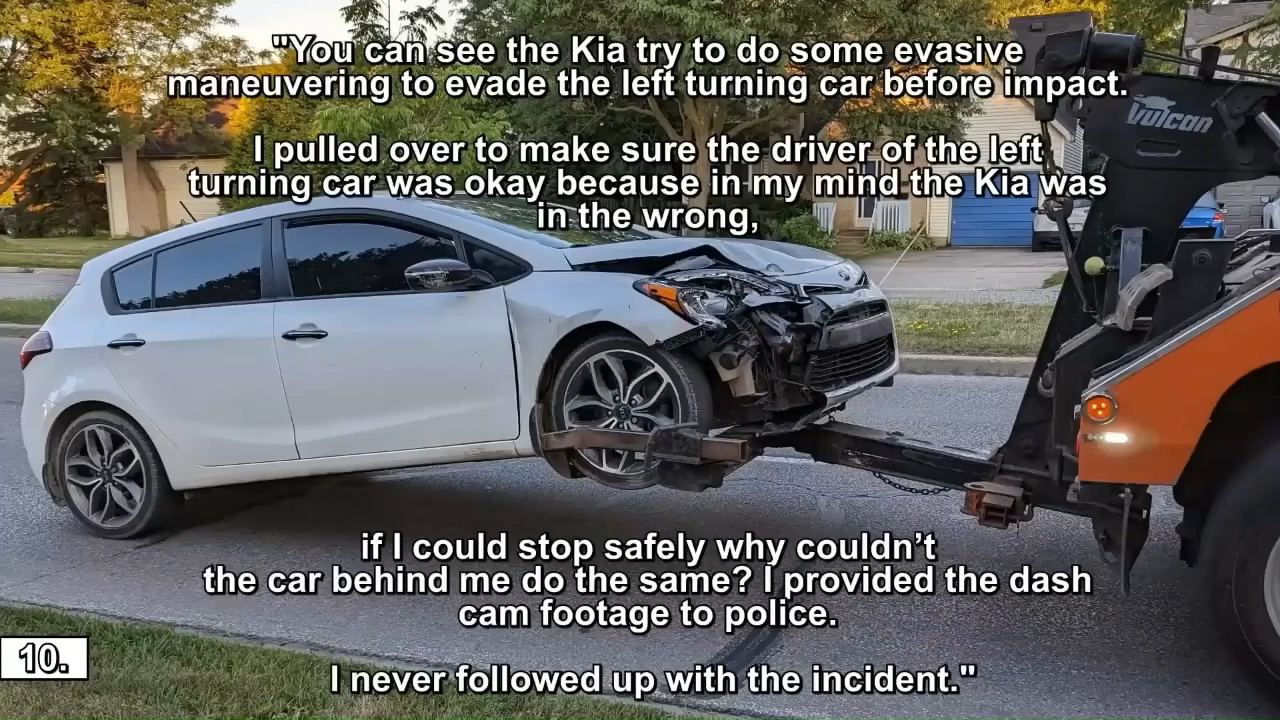 "You can see the Kia try to do some evasive
maneuvering to evade the left turning car before impact.
I pulled over to make sure the driver of the left
turning car was okay because in my mind the Kia was
in the wrong,
Vulcan
if I could stop safely why couldn’t
the car behind me do the same? I provided the dash
cam footage to police.
10.
I never followed up with the incident."